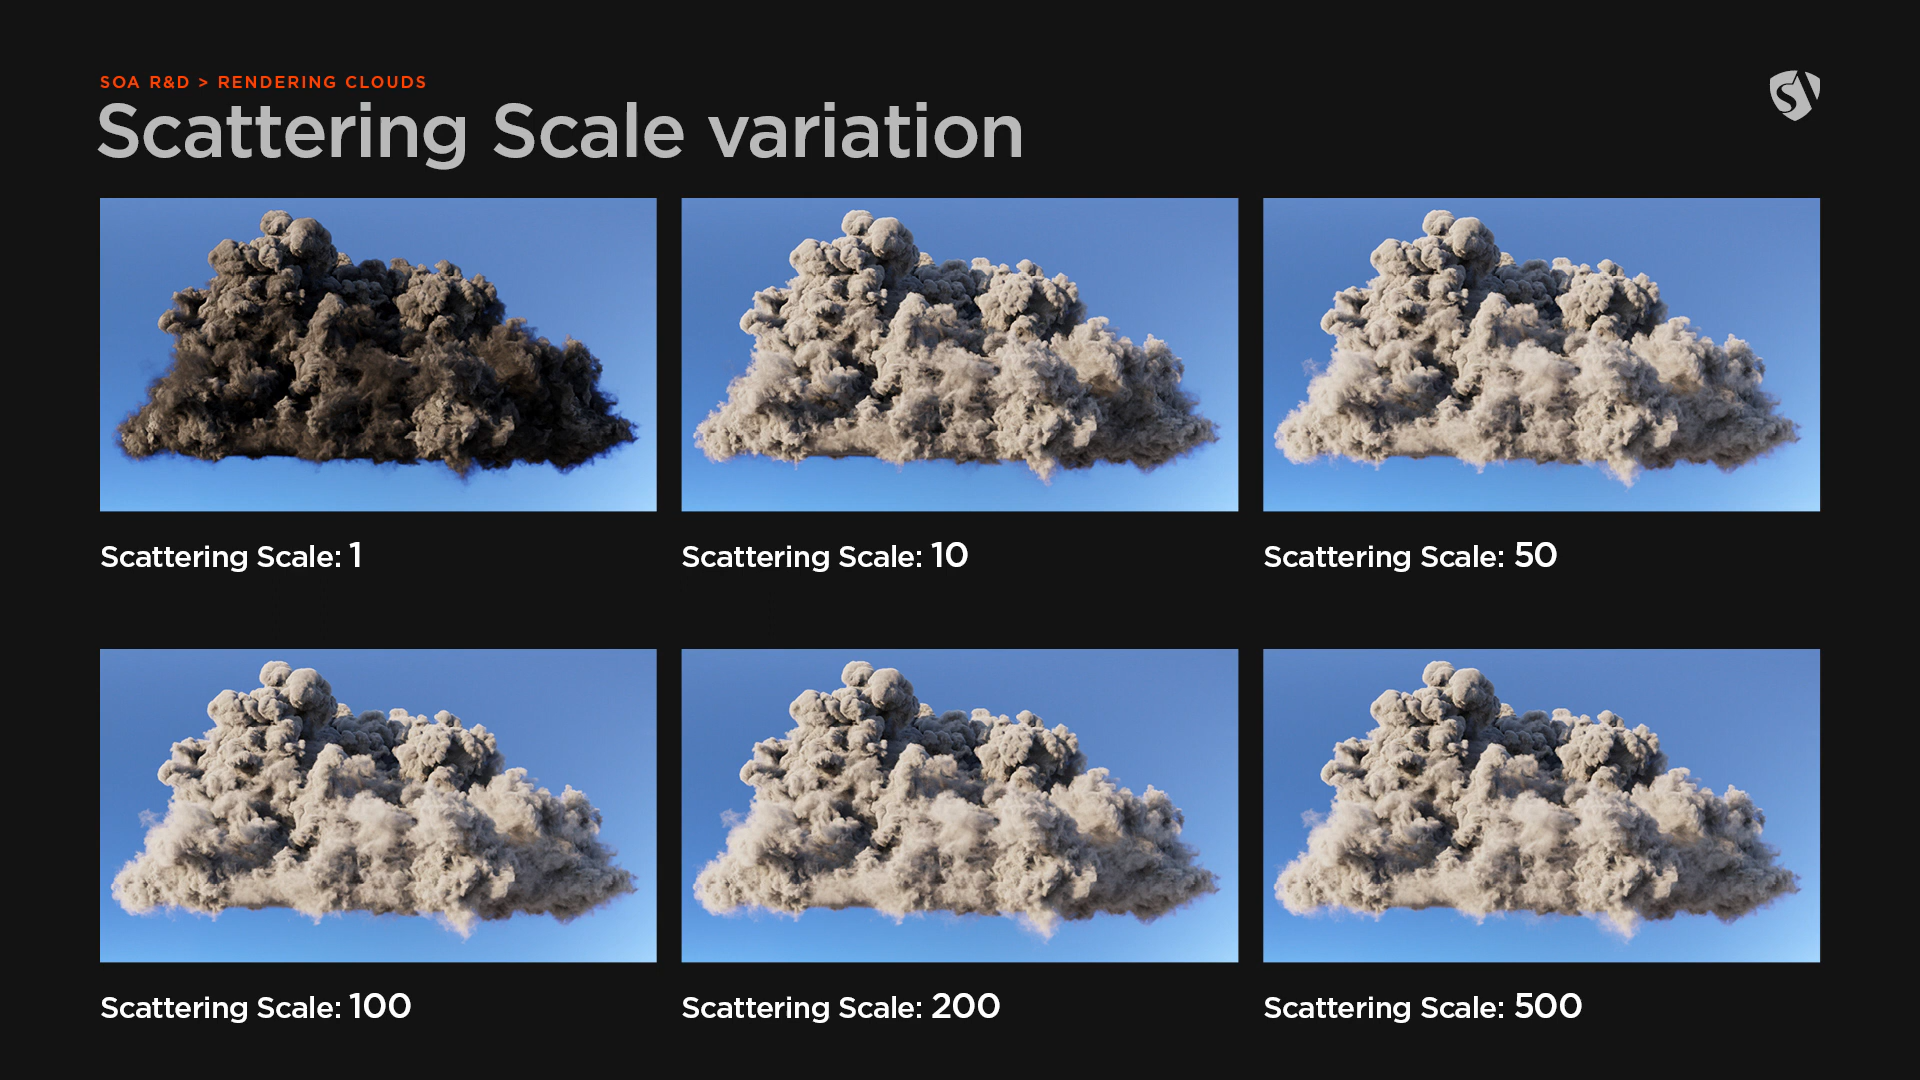 SOA R&D > RENDERING CLOUDS
Scattering Scale variation
Scattering Scale: 1
Scattering Scale: 10
Scattering Scale: 50
Scattering Scale: 100
Scattering Scale: 200
Scattering Scale: 500